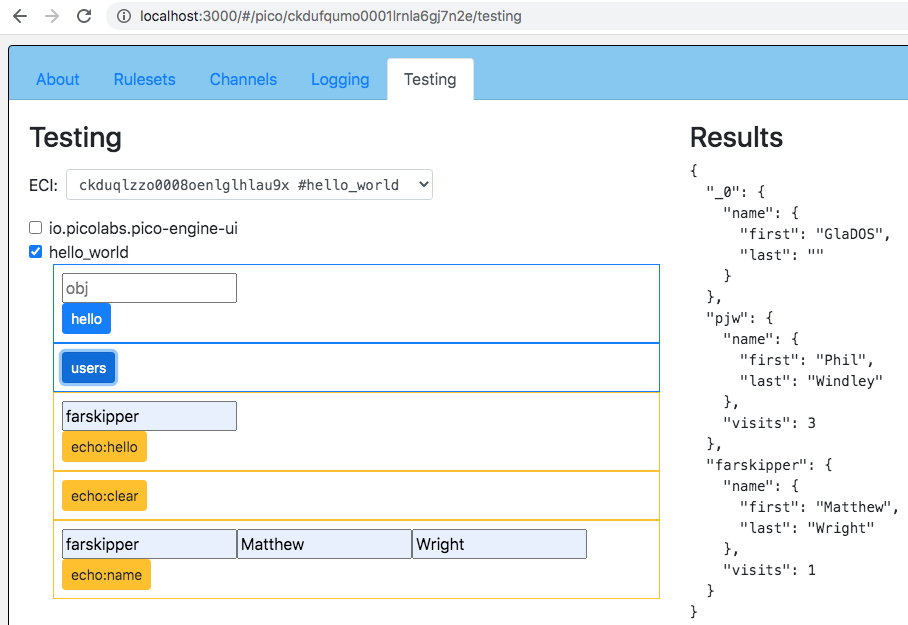 localhost:3000/#/pico/ckdufqumo0001lrnla6gj7n2e/testing
About Rulesets Channels Logging Testing
Testing
ECI: ckduqlzzo0008oenlglhlau9x #hello_world
io.picolabs.pico-engine-ui
hello_world
obj
hello
users
farskipper
echo:hello
echo:clear
farskipper Matthew Wright
echo:name
Results
{
"_0": {
"name": {
"first": "GlaDOS",
"last": ""
}
},
"pjw": {
"name": {
"first": "Phil",
"last": "Windley"
},
"visits": 3
},
"farskipper": {
"name": {
"first": "Matthew",
"last": "Wright"
},
"visits": 1
}
}